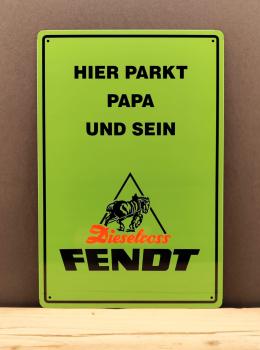 HIER PARKT
PAPA
UND SEIN
Dieselross
FENDT